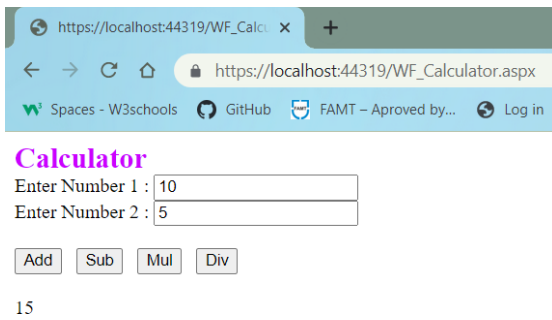 https://localhost:44319/WF_Calcu
https://localhost:44319/WF_Calculator.aspx
W³ Spaces - W3schools GitHub FAMT – Aproved by... Log in
Calculator
Enter Number 1 : 10
Enter Number 2 : 5
Add Sub Mul Div
15